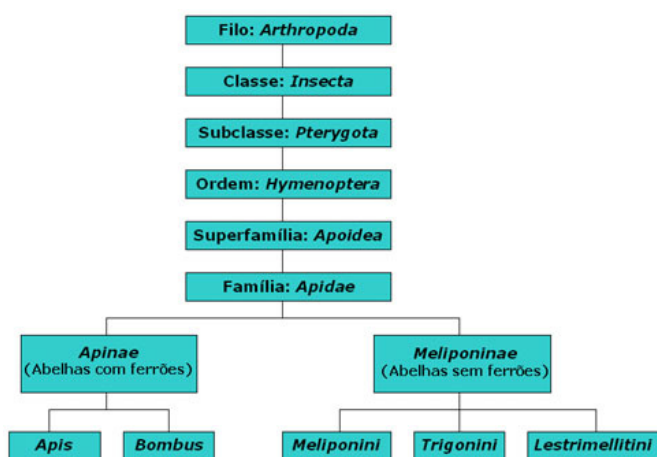 Filo: Arthropoda
Classe: Insecta
Subclasse: Pterygota
Ordem: Hymenoptera
Superfamília: Apoidea
Família: Apidae
Apinae
(Abelhas com ferrões)
Meliponinae
(Abelhas sem ferrões)
Apis
Bombus
Meliponini
Trigonini
Lestrimellitini